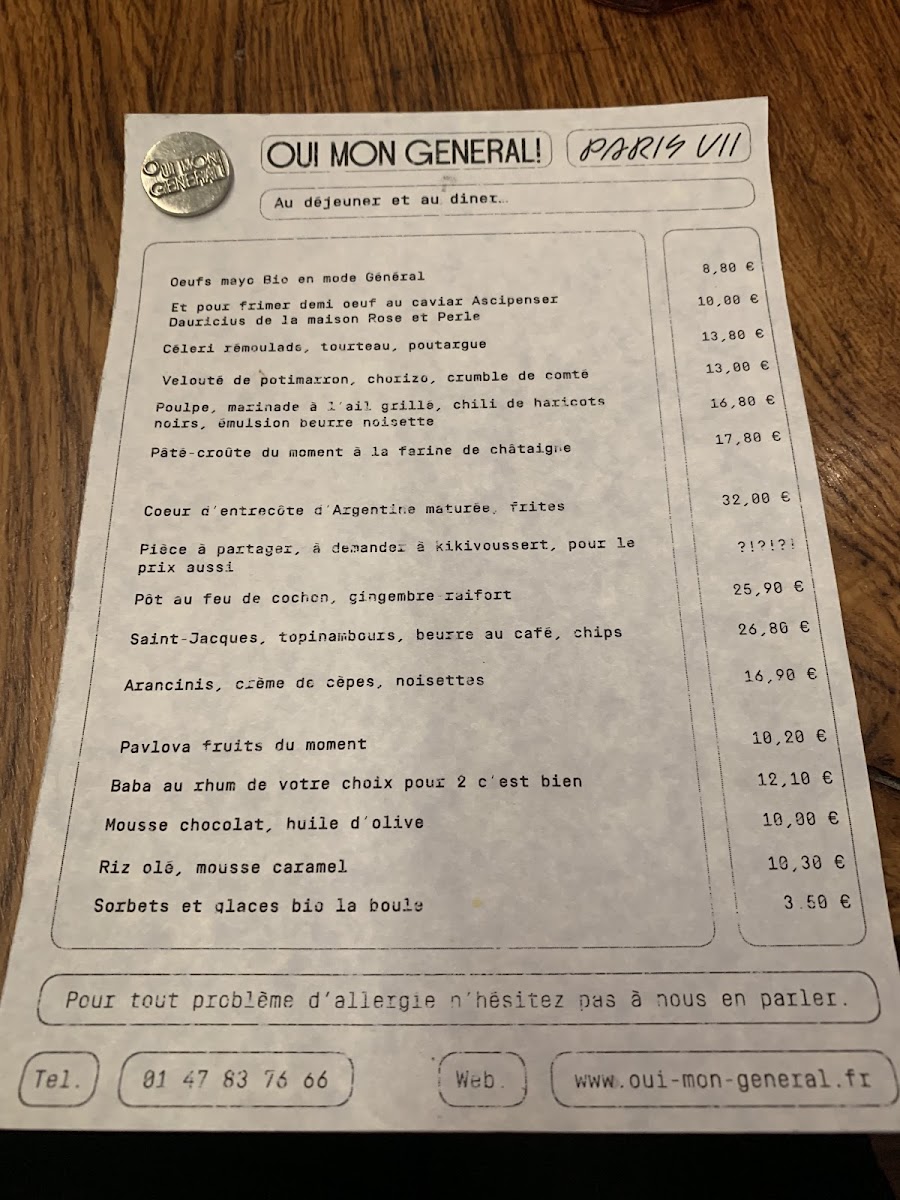 OUI MON GENERAL!
OUI MON GENERAL! PARIS VII
Au déjeuner et au diner…
Oeufs mayo Bio en mode Général 8,80 €
Et pour frimer demi oeuf au caviar Ascipenser 10,00 €
Dauricius de la maison Rose et Perle
Céleri rémoulade, tourteau, poutargue 13,80 €
Velouté de potimarron, chorizo, crumble de comté 13,00 €
Poulpe, marinade à l'ail grillé, chili de haricots 16,80 €
noirs, émulsion beurre noisette
Pâté-croûte du moment à la farine de châtaigne 17,80 €
Coeur d'entrecôte d'Argentine maturée, frites 32,00 €
Pièce à partager, à demander à kikivoussert, pour le ?!?!?!
prix aussi
Pôt au feu de cochon, gingembre raifort 25,90 €
Saint-Jacques, topinambours, beurre au café, chips 26,80 €
Arancinis, crème de cèpes, noisettes 16,90 €
Pavlova fruits du moment 10,20 €
Baba au rhum de votre choix pour 2 c'est bien 12,10 €
Mousse chocolat, huile d'olive 10,00 €
Riz olé, mousse caramel 10,30 €
Sorbets et glaces bio la boule 3.50 €
Pour tout problème d'allergie n'hésitez pas à nous en parler.
Tel. 01 47 83 76 66 Web. www.oui-mon-general.fr